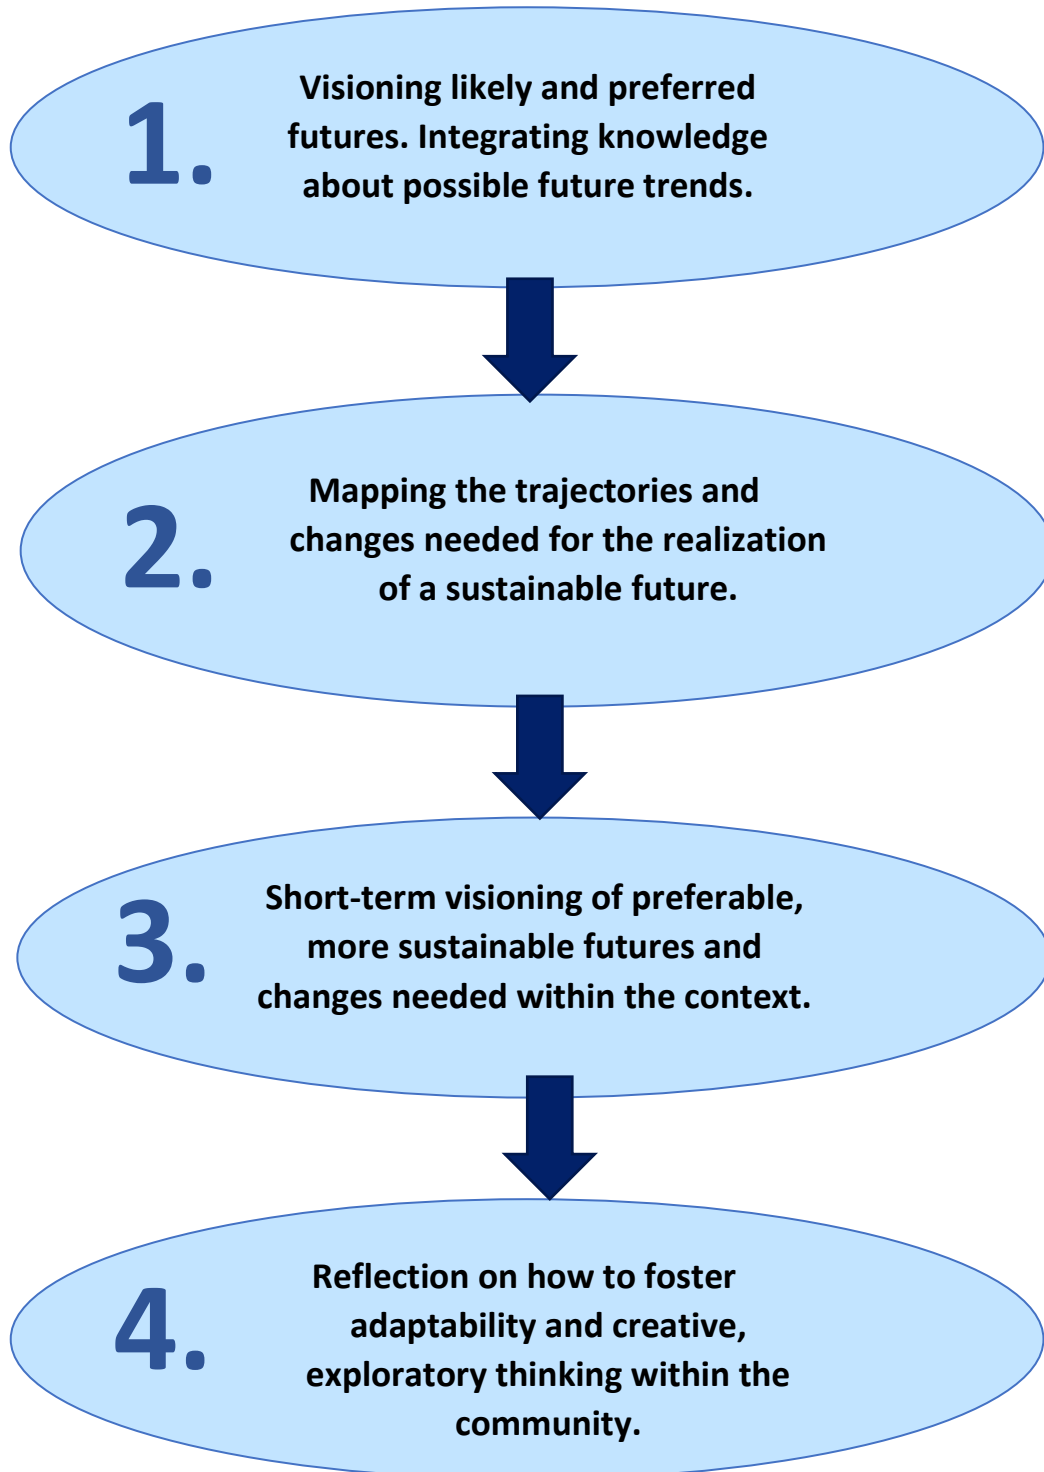 1.
Visioning likely and preferred
futures. Integrating knowledge
about possible future trends.
2.
Mapping the trajectories and
changes needed for the realization
of a sustainable future.
3.
Short-term visioning of preferable,
more sustainable futures and
changes needed within the context.
4.
Reflection on how to foster
adaptability and creative,
exploratory thinking within the
community.